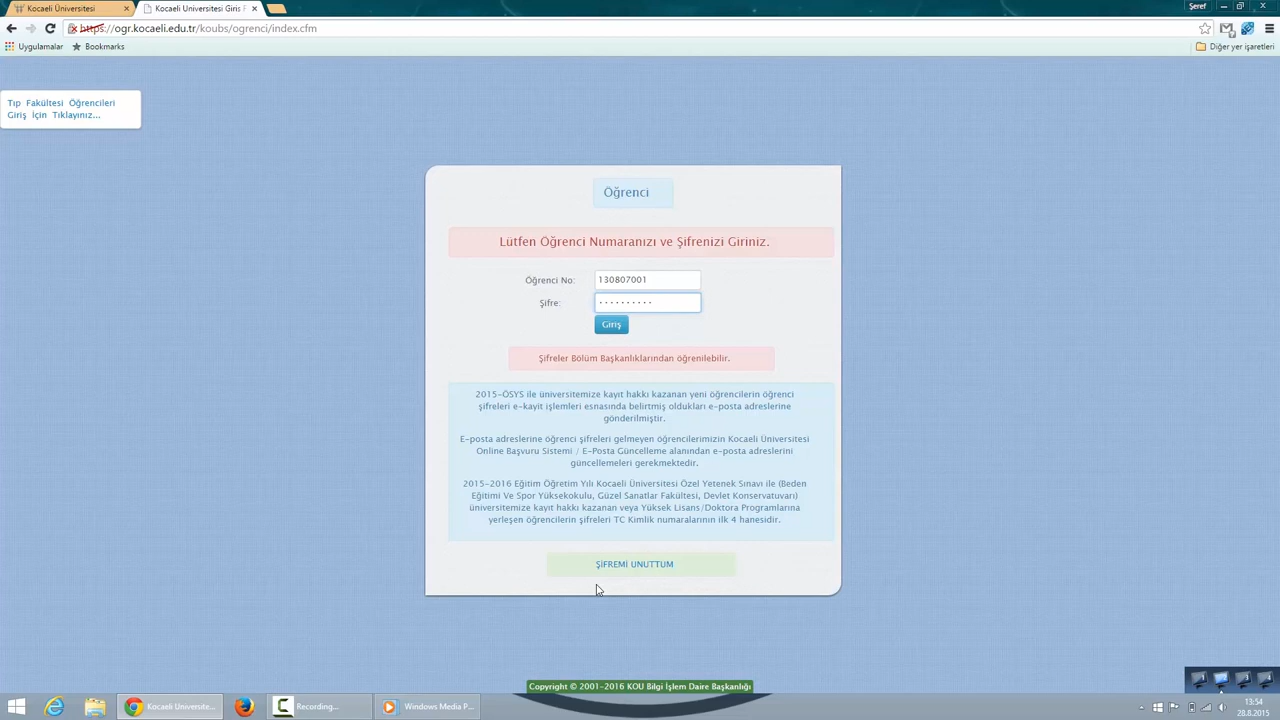 Kocaeli Üniversitesi
Kocaeli Üniversitesi Giriş F
Şeref
https://ogr.kocaeli.edu.tr/koubs/ogrenci/index.cfm
Uygulamalar
Bookmarks
Diğer yer işaretleri
Tıp Fakültesi Öğrencileri
Giriş İçin Tıklayınız...
Öğrenci
Lütfen Öğrenci Numaranızı ve Şifrenizi Giriniz.
Öğrenci No: 130807001
Şifre: ··········
Giriş
Şifreler Bölüm Başkanlıklarından öğrenilebilir.
2015-ÖSYS ile üniversitemize kayıt hakkı kazanan yeni öğrencilerin öğrenci
şifreleri e-kayit işlemleri esnasında belirtmiş oldukları e-posta adreslerine
gönderilmiştir.
E-posta adreslerine öğrenci şifreleri gelmeyen öğrencilerimizin Kocaeli Üniversitesi
Online Başvuru Sistemi / E-Posta Güncelleme alanından e-posta adreslerini
güncellemeleri gerekmektedir.
2015-2016 Eğitim Öğretim Yılı Kocaeli Üniversitesi Özel Yetenek Sınavı ile (Beden
Eğitimi Ve Spor Yüksekokulu, Güzel Sanatlar Fakültesi, Devlet Konservatuvarı)
üniversitemize kayıt hakkı kazanan veya Yüksek Lisans/Doktora Programlarına
yerleşen öğrencilerin şifreleri TC Kimlik numaralarının ilk 4 hanesidir.
ŞİFREMİ UNUTTUM
Copyright © 2001-2016 KOU Bilgi İşlem Daire Başkanlığı
Kocaeli Üniversite...
Recording...
Windows Media P...
13:54
28.8.2015